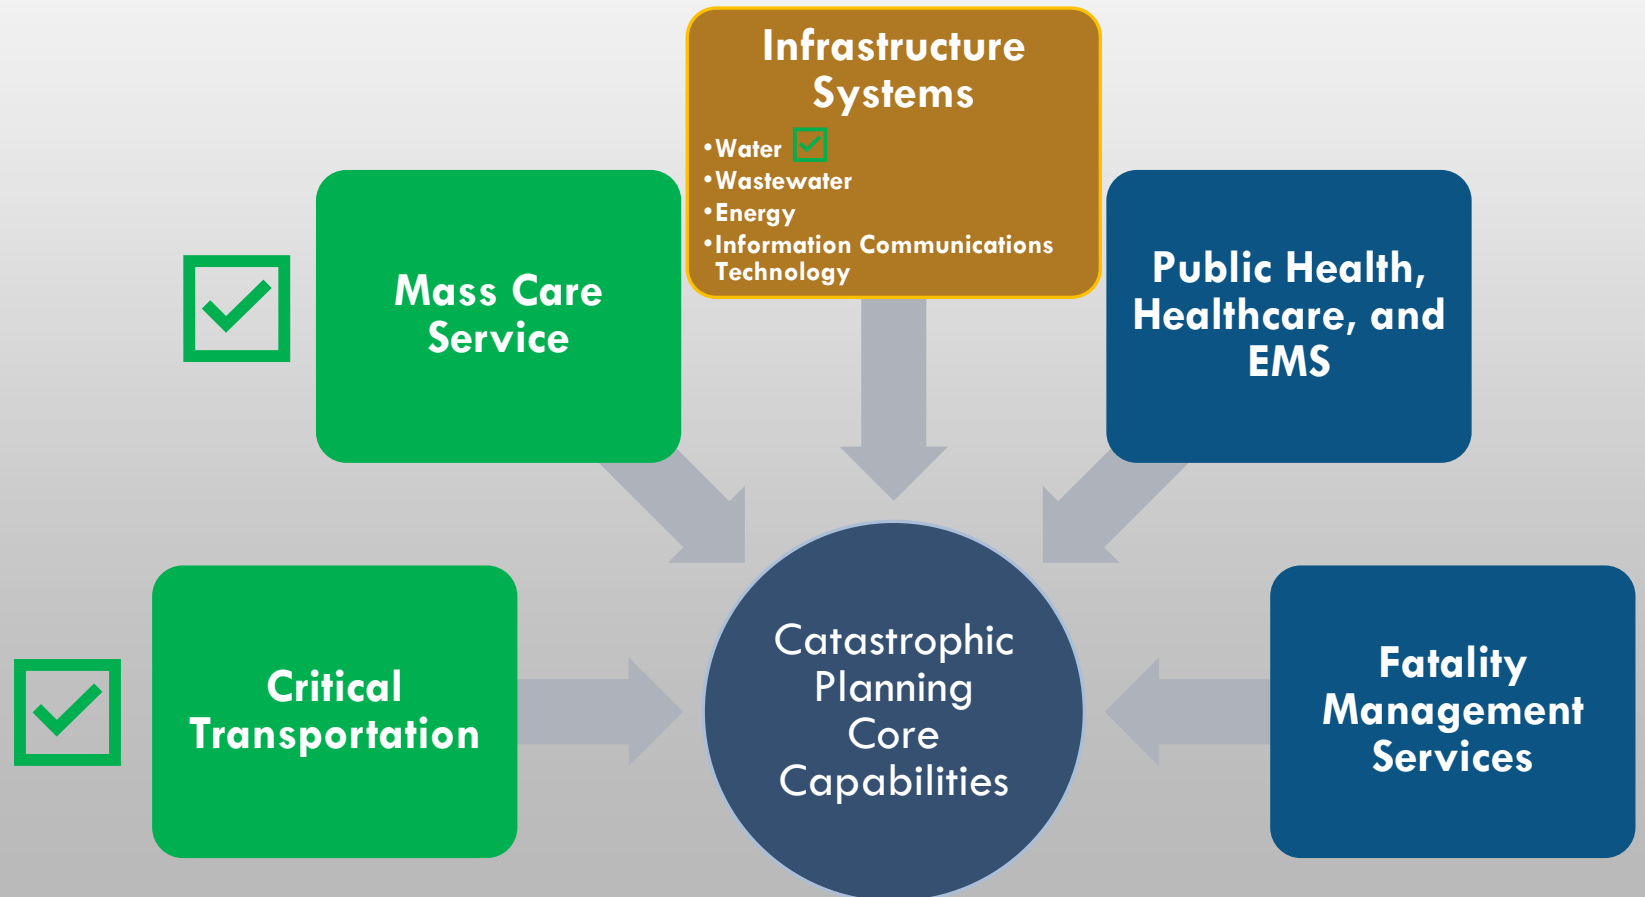 Infrastructure
Systems
•Water
•Wastewater
•Energy
•Information Communications
Technology
Mass Care
Service
Public Health,
Healthcare, and
EMS
Critical
Transportation
Catastrophic
Planning
Core
Capabilities
Fatality
Management
Services